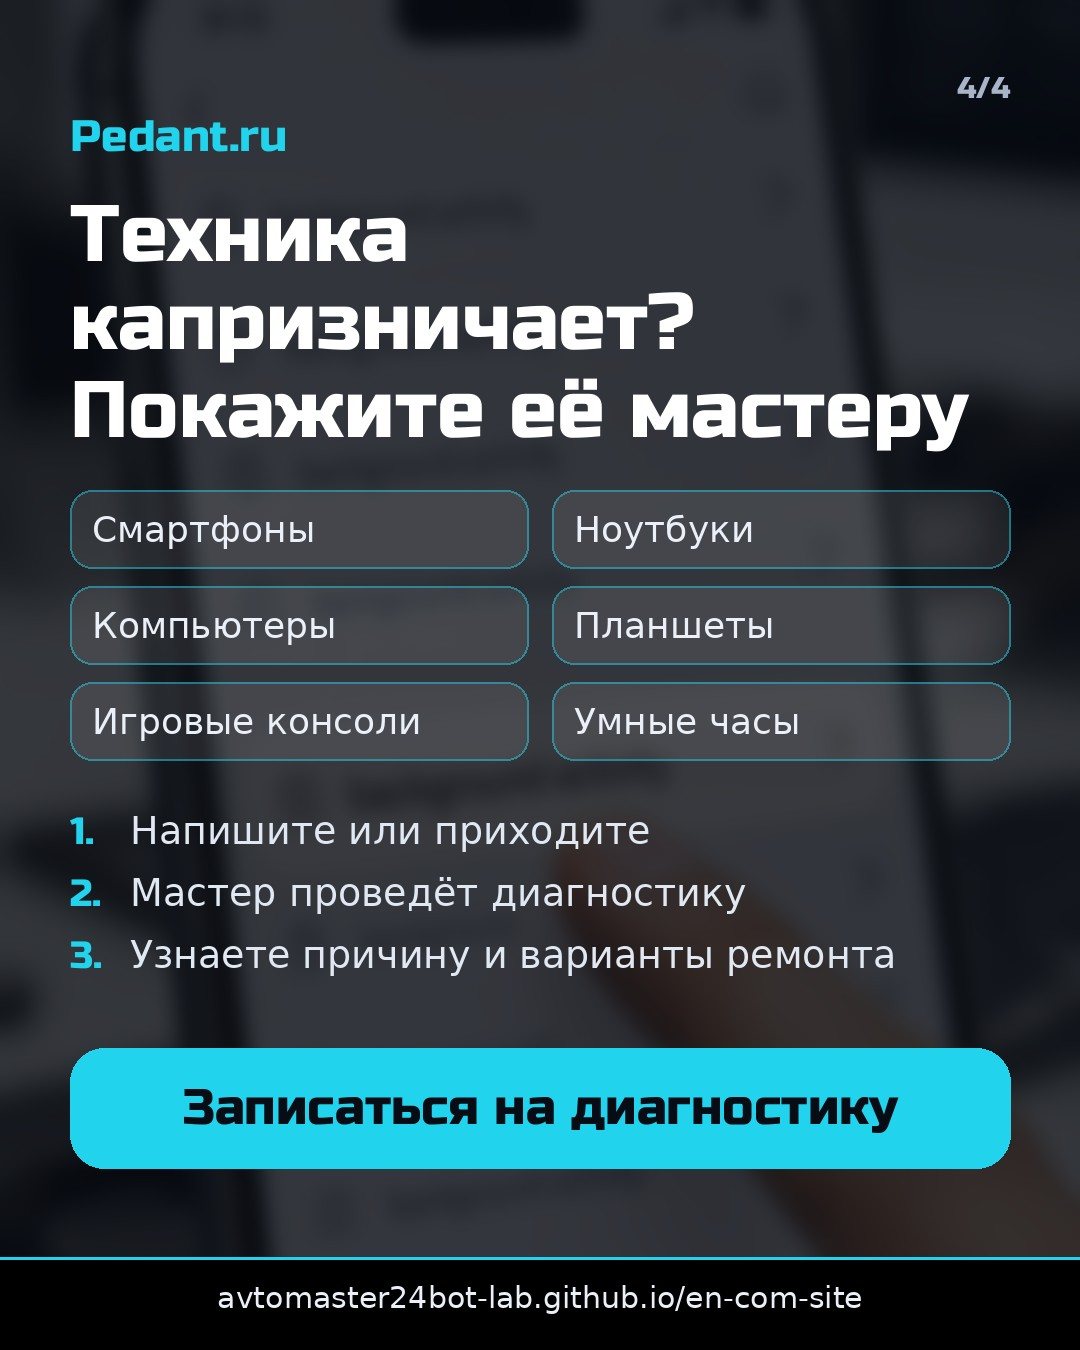 4/4
Pedant.ru
Техника
капризничает?
Покажите её мастеру
Смартфоны
Ноутбуки
Компьютеры
Планшеты
Игровые консоли
Умные часы
1. Напишите или приходите
2. Мастер проведёт диагностику
3. Узнаете причину и варианты ремонта
Записаться на диагностику
avtomaster24bot-lab.github.io/en-com-site